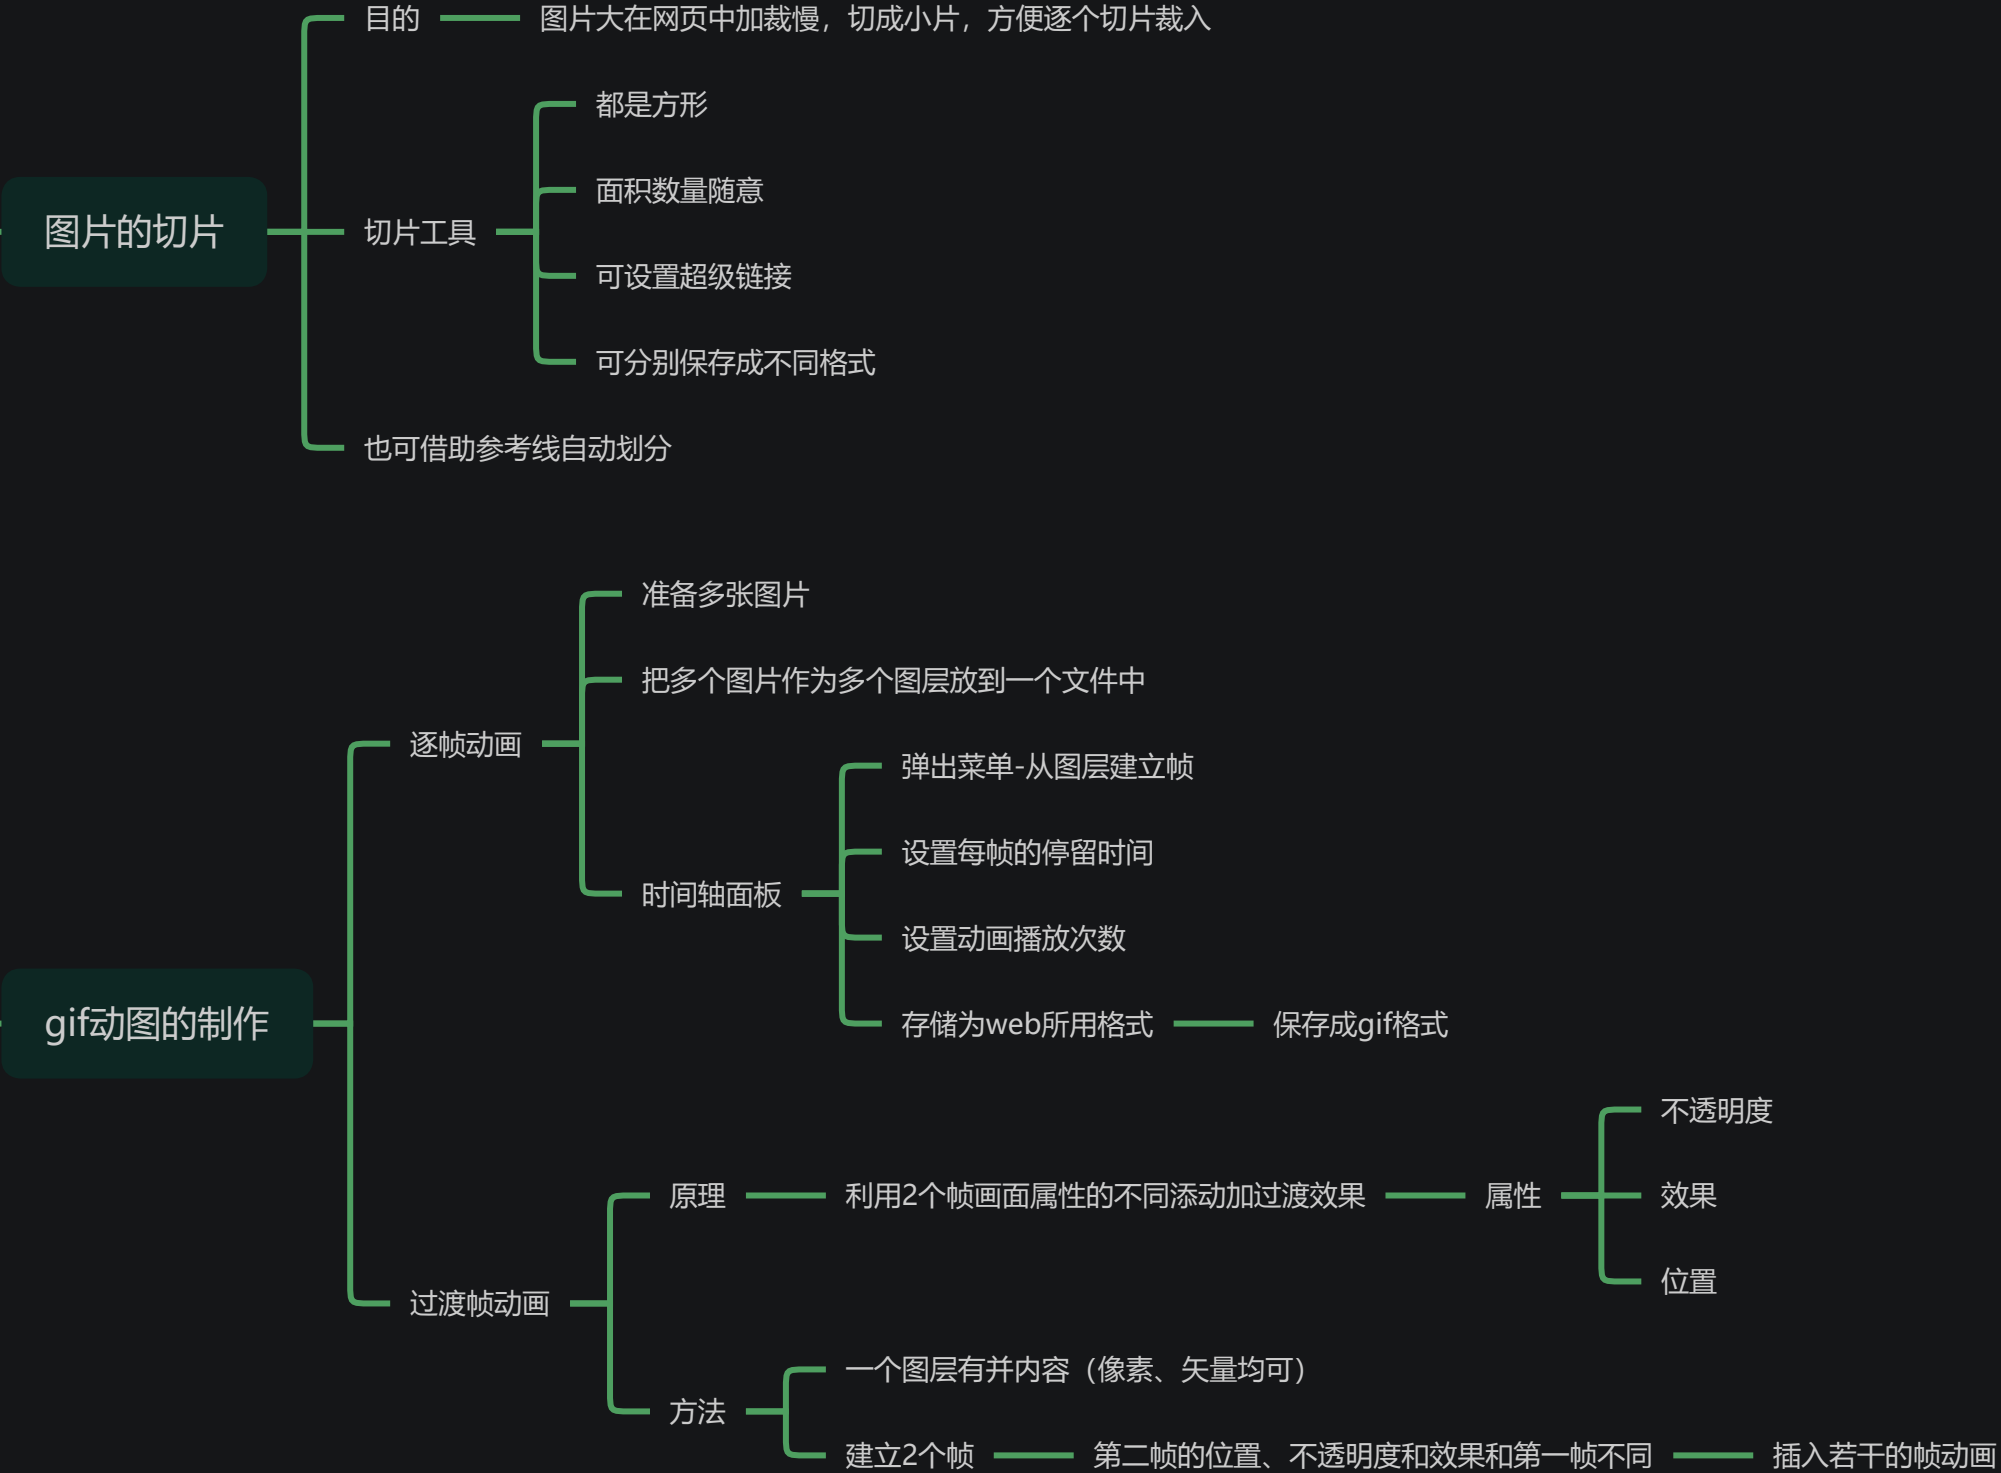 图片的切片
目的
图片大在网页中加裁慢，切成小片，方便逐个切片裁入
切片工具
都是方形
面积数量随意
可设置超级链接
可分别保存成不同格式
也可借助参考线自动划分
gif动图的制作
逐帧动画
准备多张图片
把多个图片作为多个图层放到一个文件中
时间轴面板
弹出菜单-从图层建立帧
设置每帧的停留时间
设置动画播放次数
存储为web所用格式
保存成gif格式
过渡帧动画
原理
利用2个帧画面属性的不同添动加过渡效果
属性
不透明度
效果
位置
方法
一个图层有并内容（像素、矢量均可）
建立2个帧
第二帧的位置、不透明度和效果和第一帧不同
插入若干的帧动画